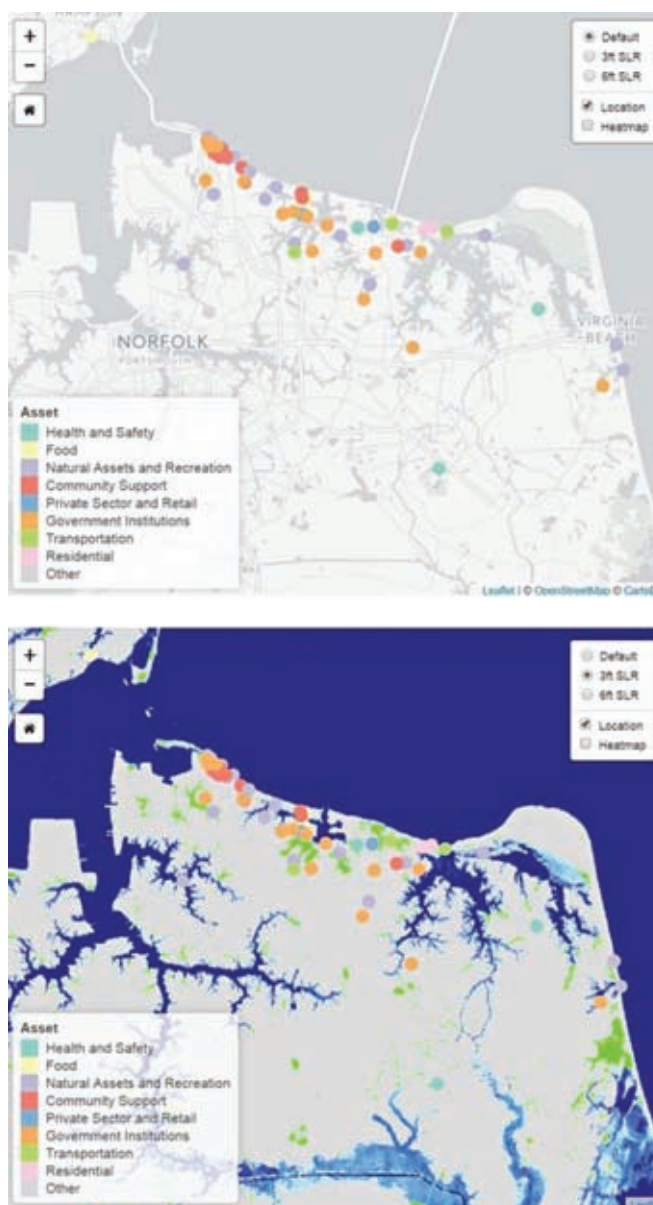 +
Default
3ft SLR
−
6ft SLR
Location
Heatmap
NORFOLK
VIRGINIA
BEACH
Asset
Health and Safety
Food
Natural Assets and Recreation
Community Support
Private Sector and Retail
Government Institutions
Transportation
Residential
Other
Leaflet | © OpenStreetMap © CartoD
+
Default
3ft SLR
−
6ft SLR
Location
Heatmap
Asset
Health and Safety
Food
Natural Assets and Recreation
Community Support
Private Sector and Retail
Government Institutions
Transportation
Residential
Other